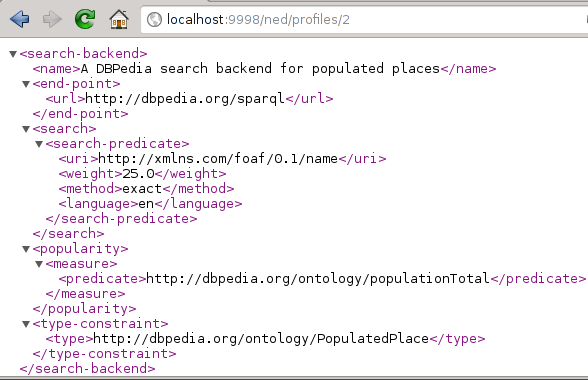 localhost:9998/ned/profiles/2
<search-backend>
<name>A DBPedia search backend for populated places</name>
<end-point>
<url>http://dbpedia.org/sparql</url>
</end-point>
<search>
<search-predicate>
<uri>http://xmlns.com/foaf/0.1/name</uri>
<weight>25.0</weight>
<method>exact</method>
<language>en</language>
</search-predicate>
</search>
<popularity>
<measure>
<predicate>http://dbpedia.org/ontology/populationTotal</predicate>
</measure>
</popularity>
<type-constraint>
<type>http://dbpedia.org/ontology/PopulatedPlace</type>
</type-constraint>
</search-backend>